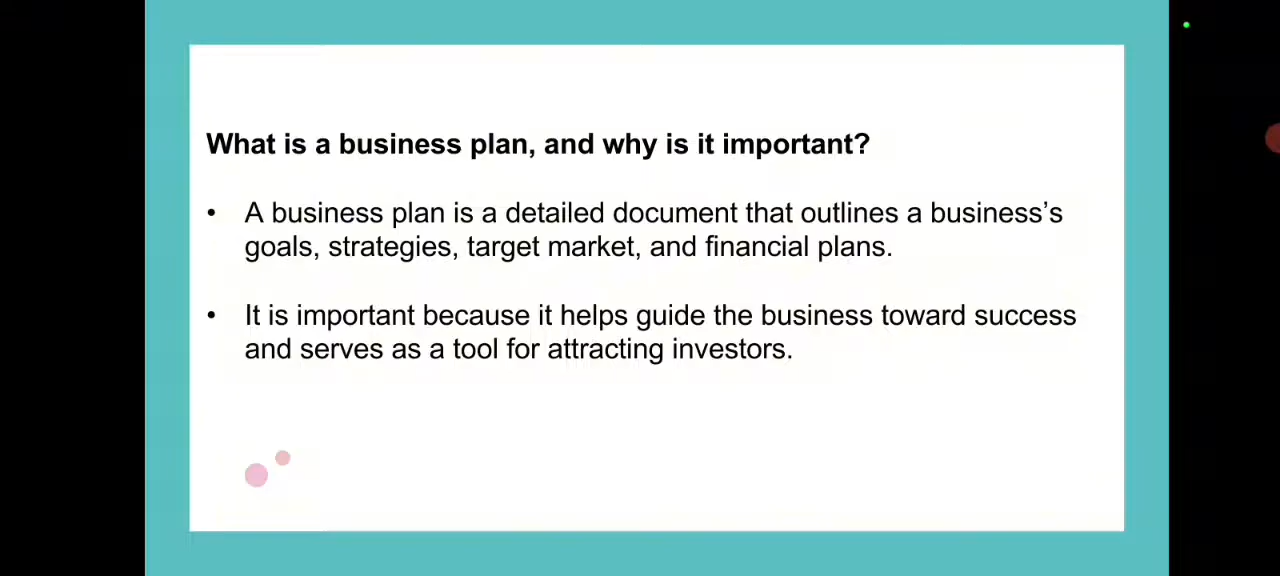 What is a business plan, and why is it important?
• A business plan is a detailed document that outlines a business’s
goals, strategies, target market, and financial plans.
• It is important because it helps guide the business toward success
and serves as a tool for attracting investors.